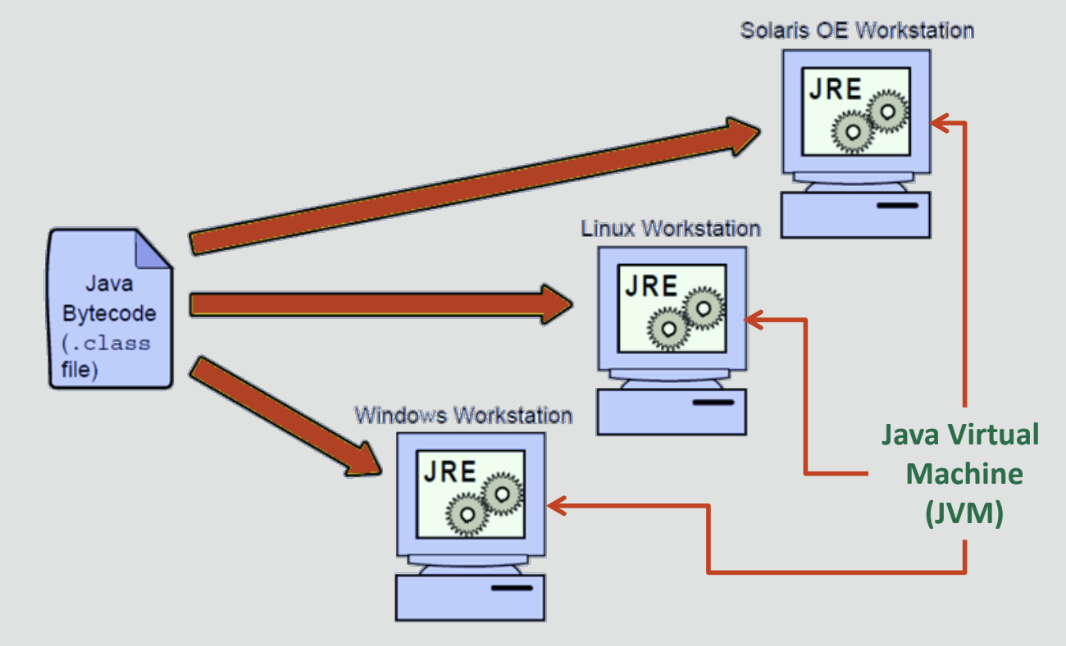 Solaris OE Workstation
JRE
Linux Workstation
JRE
Java
Bytecode
(.class
file)
Windows Workstation
JRE
Java Virtual
Machine
(JVM)